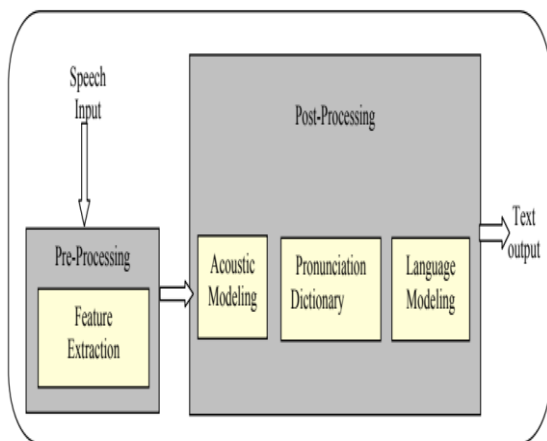 Speech
Input
Pre-Processing
Feature
Extraction
Post-Processing
Acoustic
Modeling
Pronunciation
Dictionary
Language
Modeling
Text
output